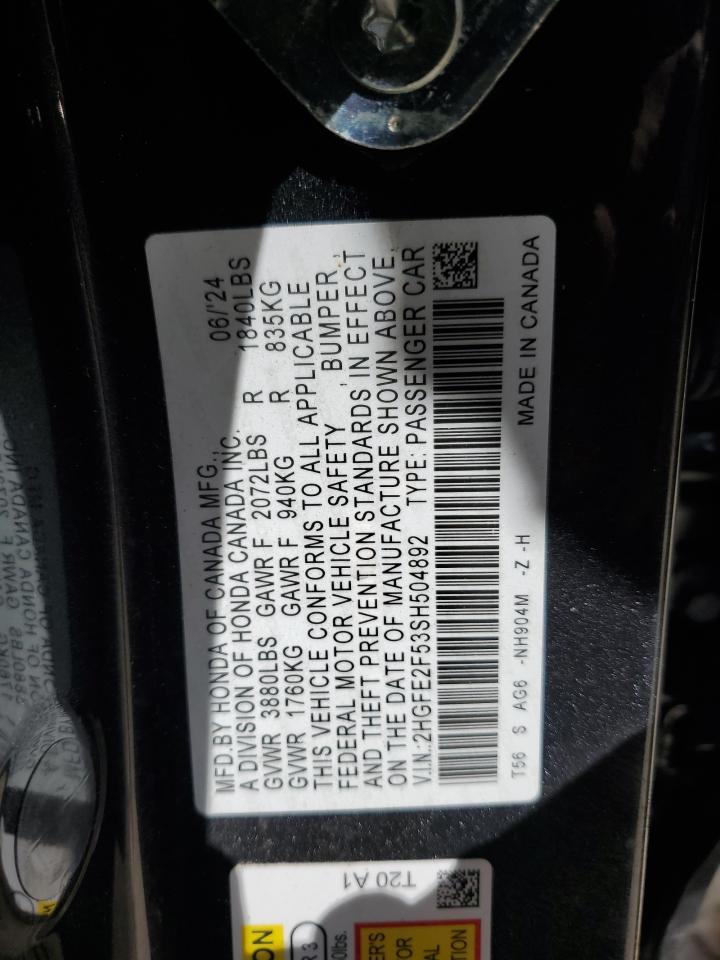 MFD.BY HONDA OF CANADA MFG., 06/'24
A DIVISION OF HONDA CANADA INC.
GVWR 3880LBS GAWR F 2072LBS R 1840LBS
GVWR 1760KG GAWR F 940KG R 835KG
THIS VEHICLE CONFORMS TO ALL APPLICABLE
FEDERAL MOTOR VEHICLE SAFETY, BUMPER,
AND THEFT PREVENTION STANDARDS IN EFFECT
ON THE DATE OF MANUFACTURE SHOWN ABOVE.
V.I.N.:2HGFE2F53SH504892 TYPE: PASSENGER CAR
T56 S AG6 -NH904M -Z -H MADE IN CANADA
T20 A1